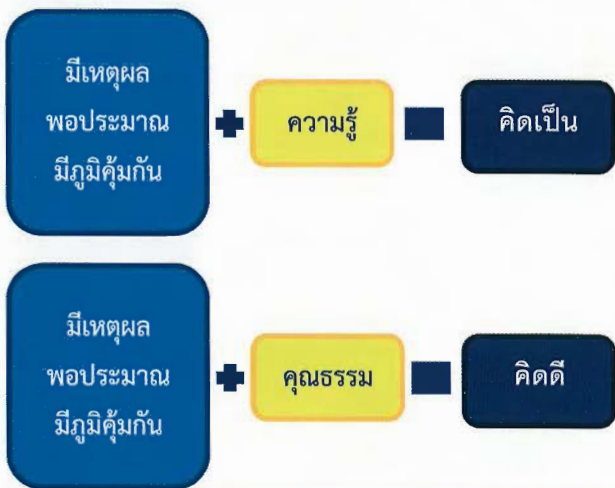 มีเหตุผล
พอประมาณ
มีภูมิคุ้มกัน
+
ความรู้
คิดเป็น
มีเหตุผล
พอประมาณ
มีภูมิคุ้มกัน
+
คุณธรรม
คิดดี